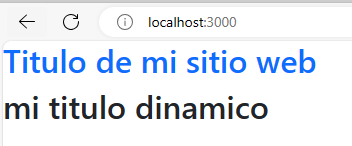 localhost:3000
Titulo de mi sitio web
mi titulo dinamico